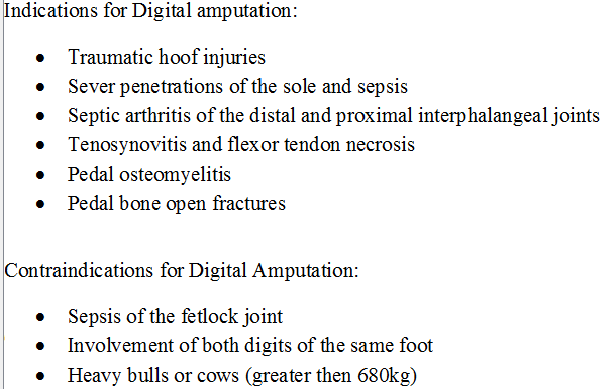 Indications for Digital amputation:
• Traumatic hoof injuries
• Sever penetrations of the sole and sepsis
• Septic arthritis of the distal and proximal interphalangeal joints
• Tenosynovitis and flexor tendon necrosis
• Pedal osteomyelitis
• Pedal bone open fractures
Contraindications for Digital Amputation:
• Sepsis of the fetlock joint
• Involvement of both digits of the same foot
• Heavy bulls or cows (greater then 680kg)